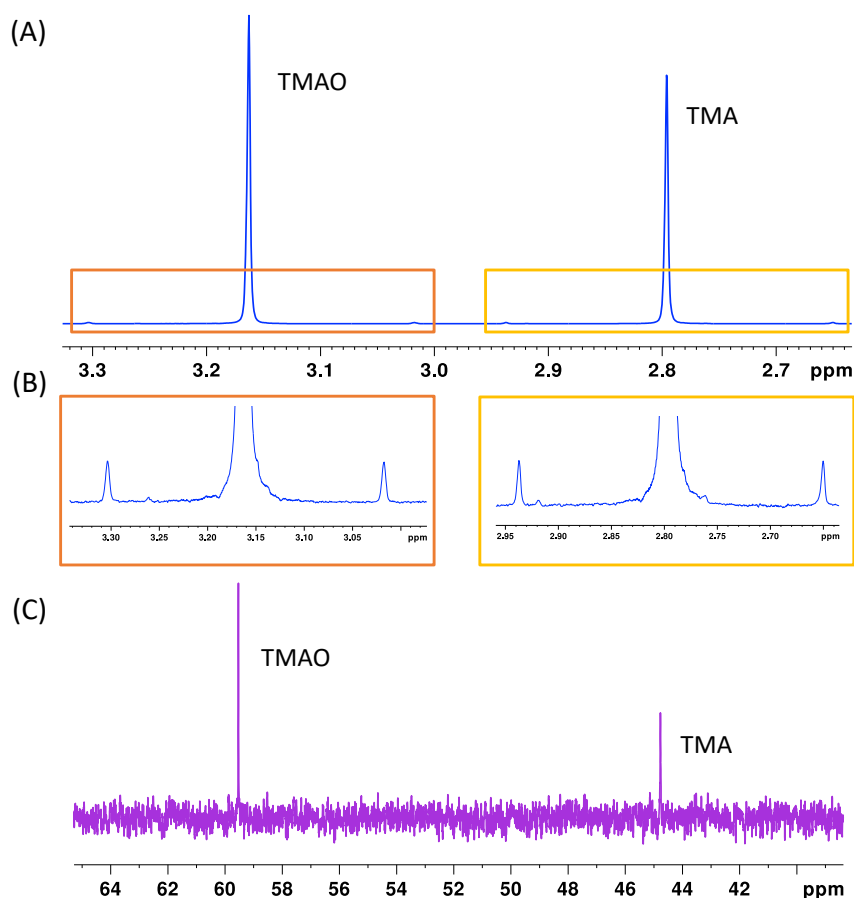 (A)
TMAO
TMA
3.3 3.2 3.1 3.0 2.9 2.8 2.7 ppm
(B)
3.30 3.25 3.20 3.15 3.10 3.05 ppm
2.95 2.90 2.85 2.80 2.75 2.70 ppm
(C)
TMAO
TMA
64 62 60 58 56 54 52 50 48 46 44 42 ppm